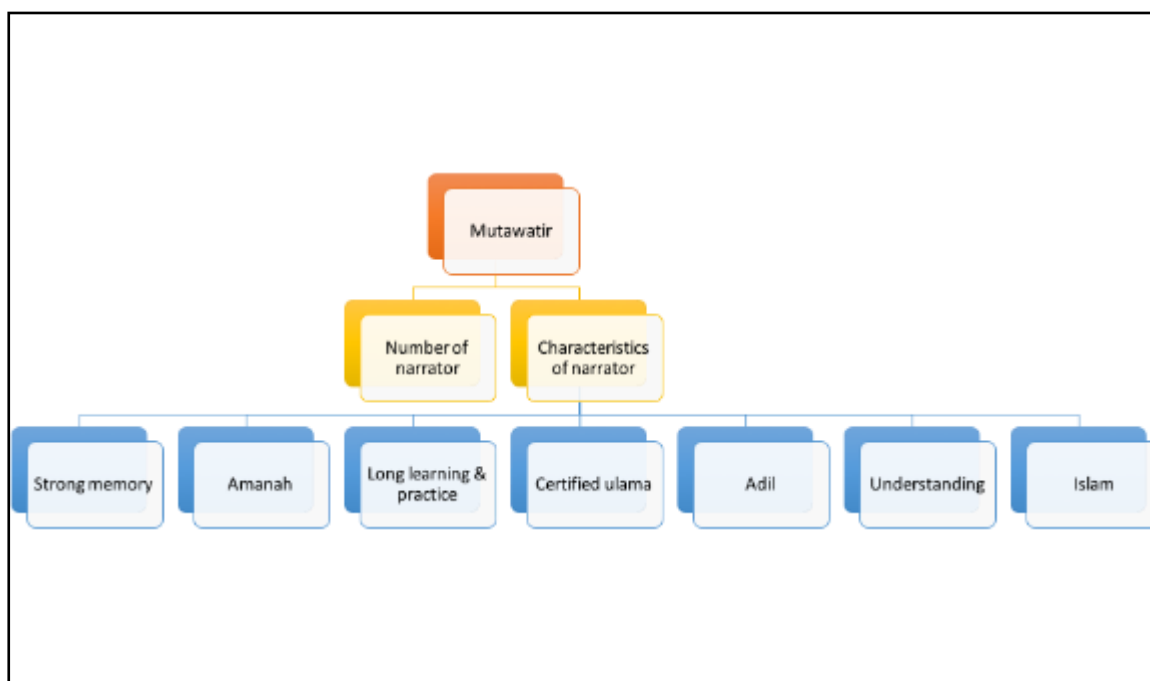 Mutawatir
Number of
narrator
Characteristics
of narrator
Strong memory
Amanah
Long learning &
practice
Certified ulama
Adil
Understanding
Islam